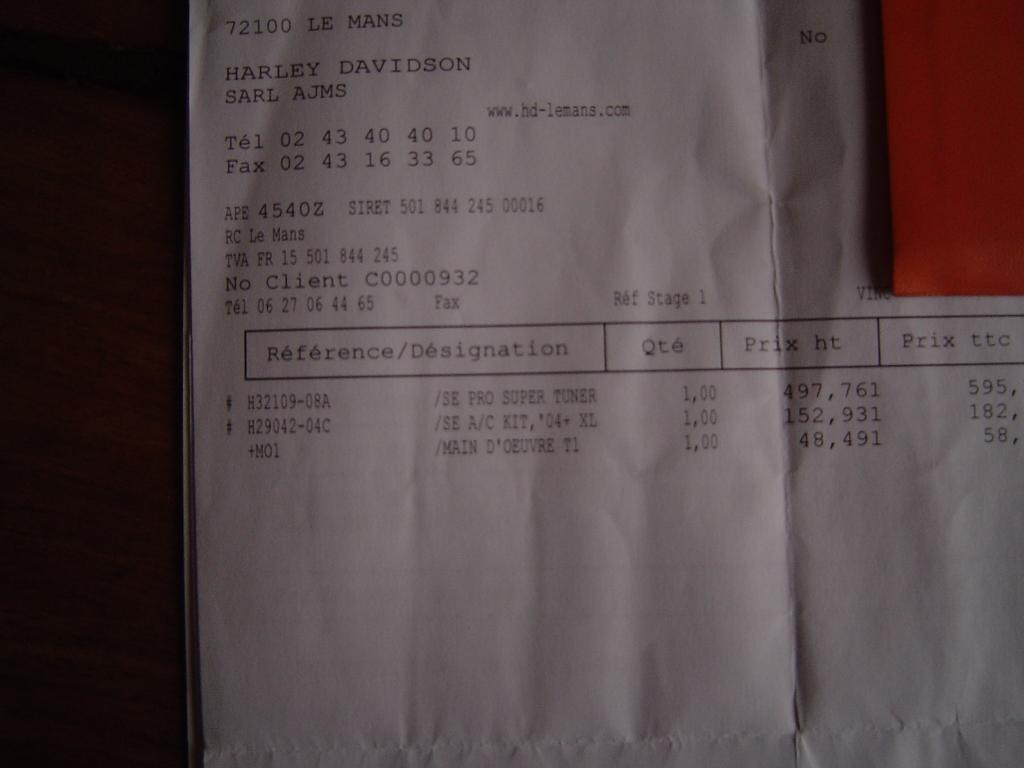 72100 LE MANS
No
HARLEY DAVIDSON
SARL AJMS
www.hd-lemans.com
Tél 02 43 40 40 10
Fax 02 43 16 33 65
APE 4540Z SIRET 501 844 245 00016
RC Le Mans
TVA FR 15 501 844 245
No Client C0000932
Tél 06 27 06 44 65 Fax Réf Stage 1
Référence/Désignation Qté Prix ht Prix ttc
# H32109-08A /SE PRO SUPER TUNER 1,00 497,761 595,
# H29042-04C /SE A/C KIT,'04+ XL 1,00 152,931 182,
+MO1 /MAIN D'OEUVRE T1 1,00 48,491 58,